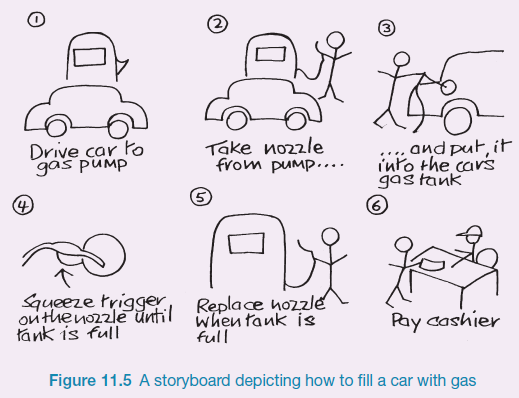 1
Drive car to
gas pump
2
Take nozzle
from pump....
3
.... and put, it
into the cars
gas tank
4
Squeeze trigger
on the nozzle until
tank is full
5
Replace nozzle
when tank is
full
6
Pay cashier
Figure 11.5 A storyboard depicting how to fill a car with gas